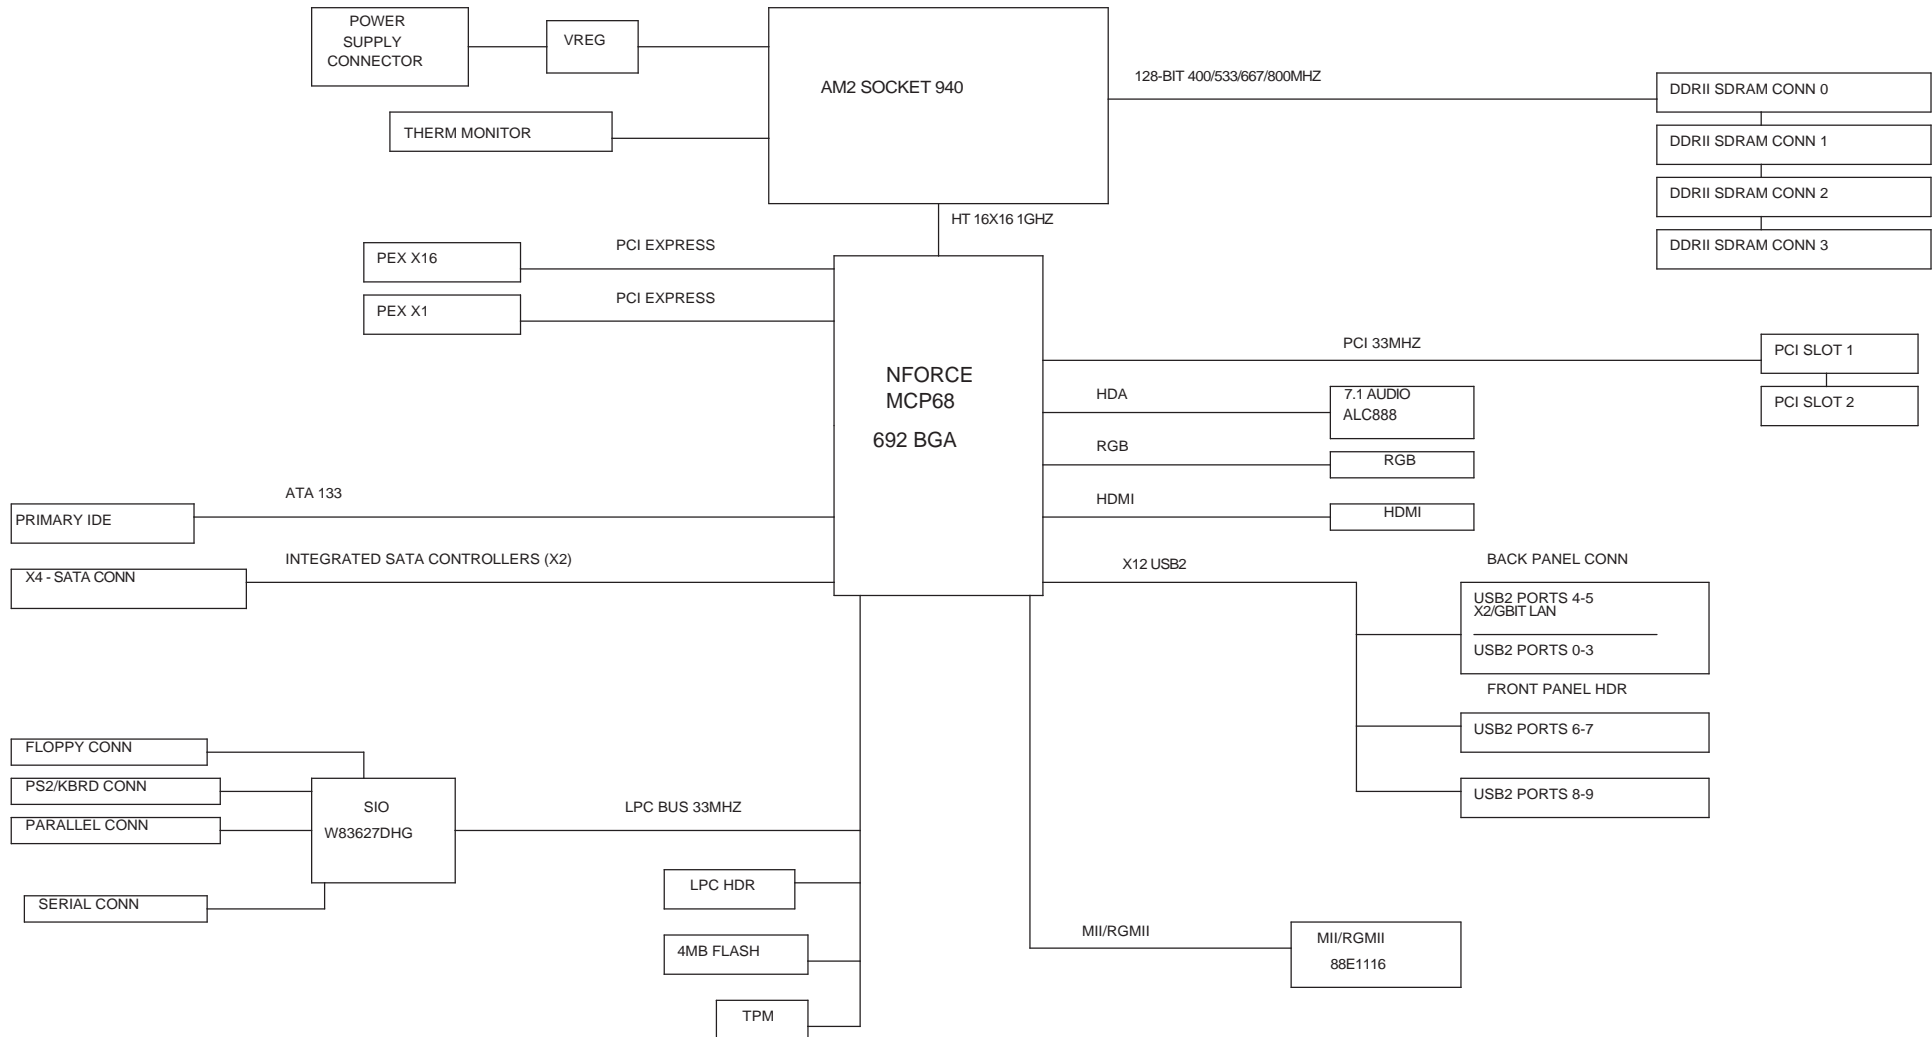 POWER
SUPPLY
CONNECTOR
VREG
AM2 SOCKET 940
128-BIT 400/533/667/800MHZ
DDRII SDRAM CONN 0
THERM MONITOR
DDRII SDRAM CONN 1
DDRII SDRAM CONN 2
HT 16X16 1GHZ
DDRII SDRAM CONN 3
PEX X16
PCI EXPRESS
PEX X1
PCI EXPRESS
NFORCE
MCP68
692 BGA
PCI 33MHZ
PCI SLOT 1
PCI SLOT 2
HDA
7.1 AUDIO
ALC888
RGB
RGB
HDMI
HDMI
ATA 133
PRIMARY IDE
INTEGRATED SATA CONTROLLERS (X2)
X4 - SATA CONN
X12 USB2
BACK PANEL CONN
USB2 PORTS 4-5
X2/GBIT LAN
USB2 PORTS 0-3
FRONT PANEL HDR
USB2 PORTS 6-7
USB2 PORTS 8-9
FLOPPY CONN
PS2/KBRD CONN
PARALLEL CONN
SERIAL CONN
SIO
W83627DHG
LPC BUS 33MHZ
LPC HDR
4MB FLASH
TPM
MII/RGMII
MII/RGMII
88E1116